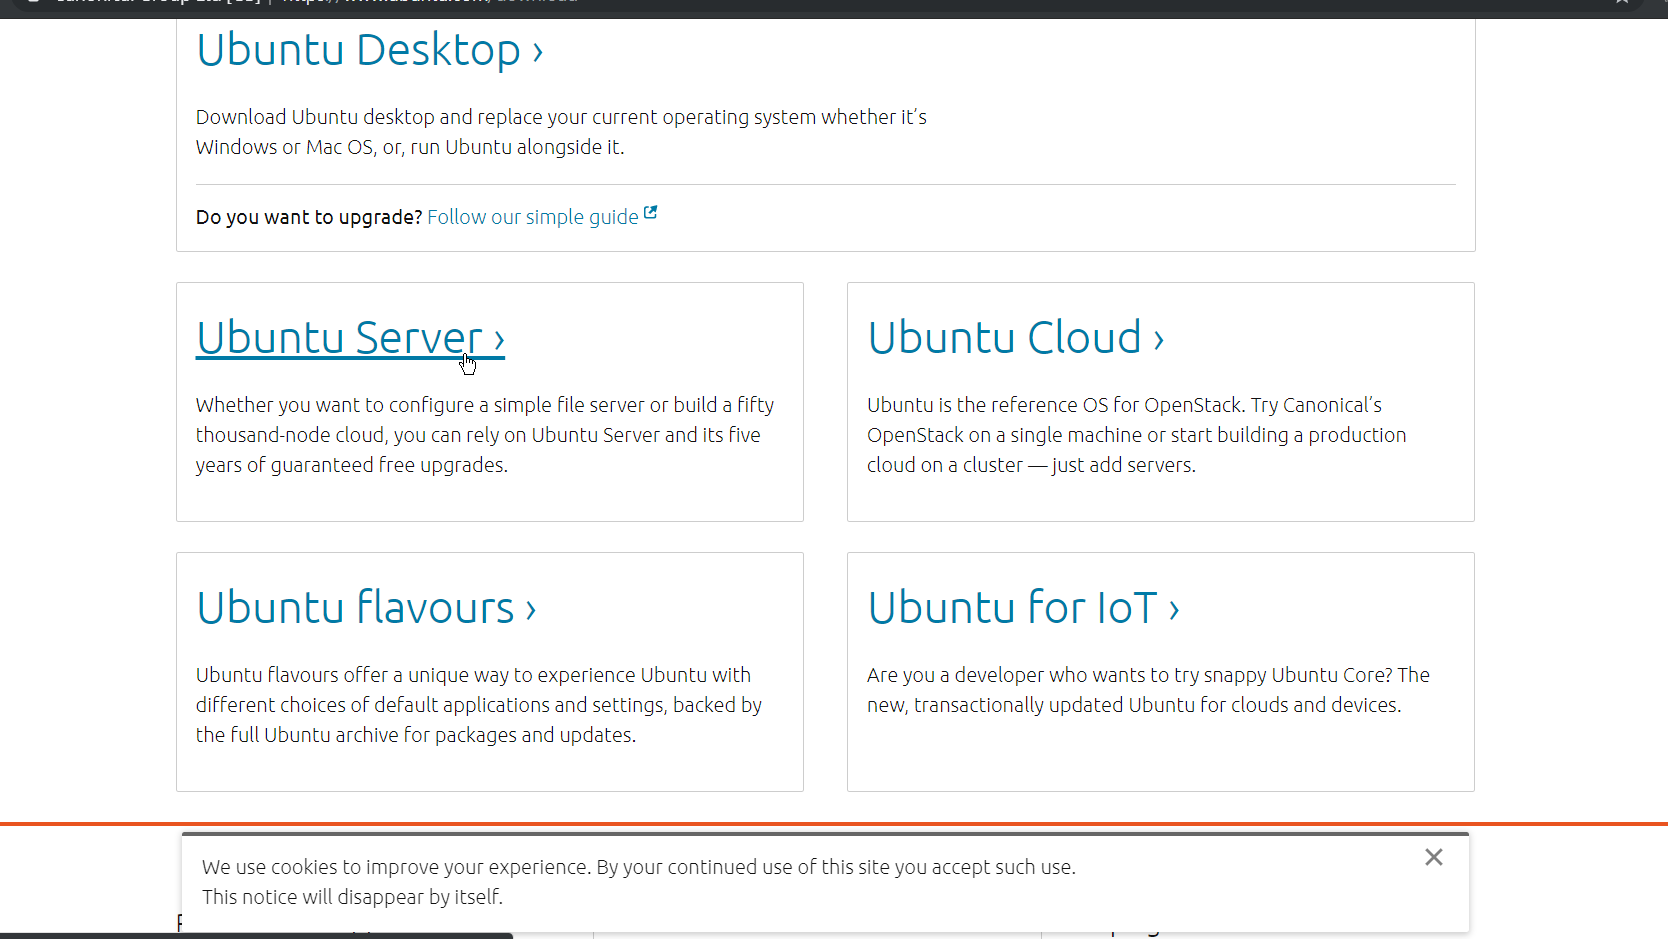 Ubuntu Desktop ›
Download Ubuntu desktop and replace your current operating system whether it's
Windows or Mac OS, or, run Ubuntu alongside it.
Do you want to upgrade? Follow our simple guide
Ubuntu Server ›
Whether you want to configure a simple file server or build a fifty
thousand-node cloud, you can rely on Ubuntu Server and its five
years of guaranteed free upgrades.
Ubuntu Cloud ›
Ubuntu is the reference OS for OpenStack. Try Canonical's
OpenStack on a single machine or start building a production
cloud on a cluster — just add servers.
Ubuntu flavours ›
Ubuntu flavours offer a unique way to experience Ubuntu with
different choices of default applications and settings, backed by
the full Ubuntu archive for packages and updates.
Ubuntu for IoT ›
Are you a developer who wants to try snappy Ubuntu Core? The
new, transactionally updated Ubuntu for clouds and devices.
We use cookies to improve your experience. By your continued use of this site you accept such use.
This notice will disappear by itself.